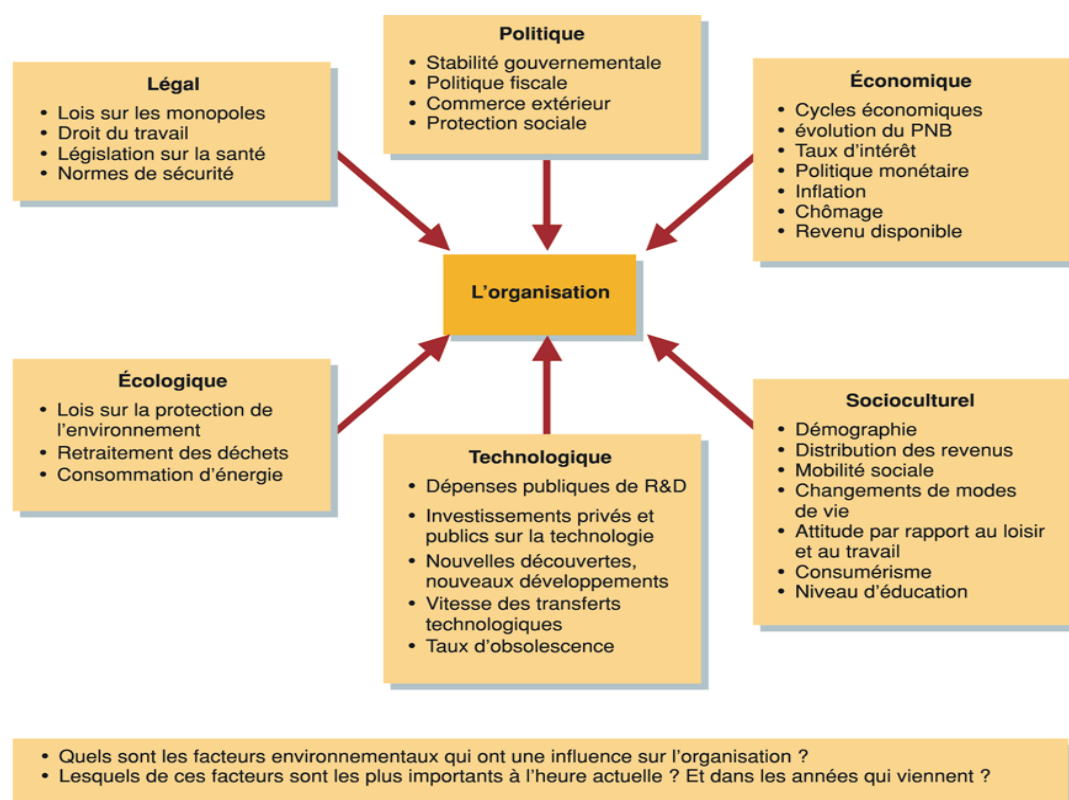 Politique
• Stabilité gouvernementale
• Politique fiscale
• Commerce extérieur
• Protection sociale
Légal
• Lois sur les monopoles
• Droit du travail
• Législation sur la santé
• Normes de sécurité
Économique
• Cycles économiques
• évolution du PNB
• Taux d'intérêt
• Politique monétaire
• Inflation
• Chômage
• Revenu disponible
L'organisation
Écologique
• Lois sur la protection de
l'environnement
• Retraitement des déchets
• Consommation d'énergie
Technologique
• Dépenses publiques de R&D
• Investissements privés et
publics sur la technologie
• Nouvelles découvertes,
nouveaux développements
• Vitesse des transferts
technologiques
• Taux d'obsolescence
Socioculturel
• Démographie
• Distribution des revenus
• Mobilité sociale
• Changements de modes
de vie
• Attitude par rapport au loisir
et au travail
• Consumérisme
• Niveau d'éducation
• Quels sont les facteurs environnementaux qui ont une influence sur l'organisation ?
• Lesquels de ces facteurs sont les plus importants à l'heure actuelle ? Et dans les années qui viennent ?